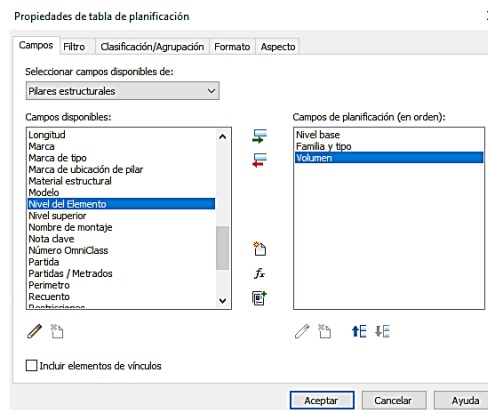 Propiedades de tabla de planificación
Campos Filtro Clasificación/Agrupación Formato Aspecto
Seleccionar campos disponibles de:
Pilares estructurales
Campos disponibles:
Longitud
Marca
Marca de tipo
Marca de ubicación de pilar
Material estructural
Modelo
Nivel del Elemento
Nivel superior
Nombre de montaje
Nota clave
Número OmniClass
Partida
Partidas / Metrados
Perimetro
Recuento
Restricciones
fx
Campos de planificación (en orden):
Nivel base
Familia y tipo
Volumen
Incluir elementos de vínculos
Aceptar Cancelar Ayuda